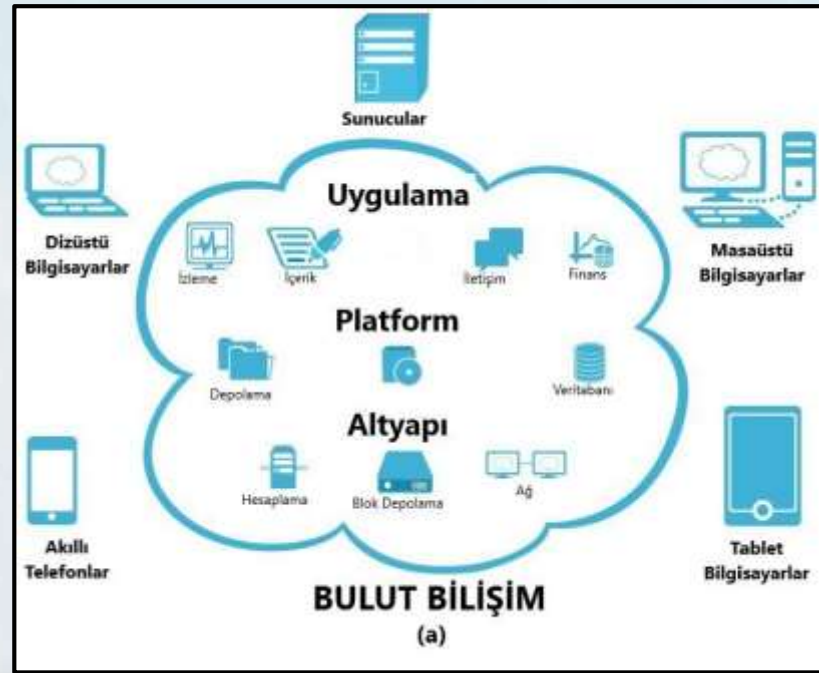 Sunucular
Uygulama
Dizüstü
Bilgisayarlar
İzleme
İçerik
İletişim
Finans
Masaüstü
Bilgisayarlar
Platform
Depolama
Veritabanı
Altyapı
Hesaplama
Blok Depolama
Ağ
Akıllı
Telefonlar
Tablet
Bilgisayarlar
BULUT BİLİŞİM
(a)